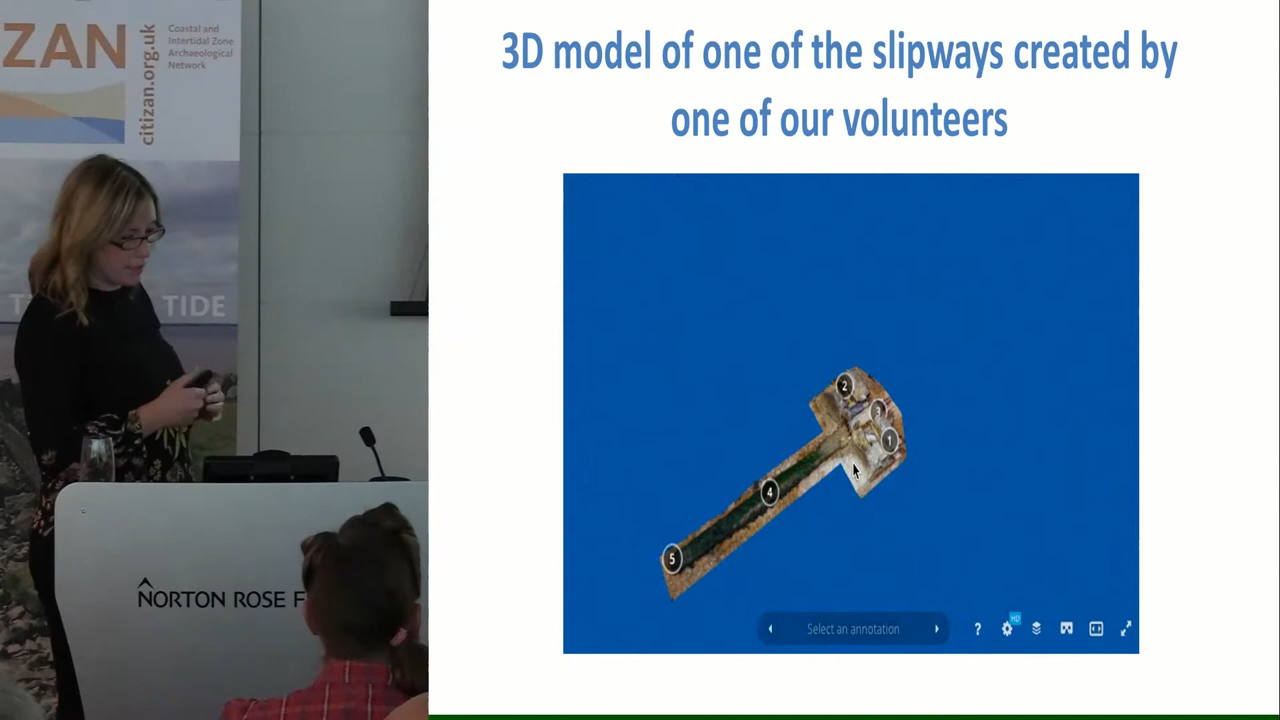 ZAN
citizan.org.uk
Coastal and
Intertidal Zone
Archaeological
Network
TIDE
NORTON ROSE F
3D model of one of the slipways created by
one of our volunteers
2
3
1
4
5
Select an annotation
?
HD